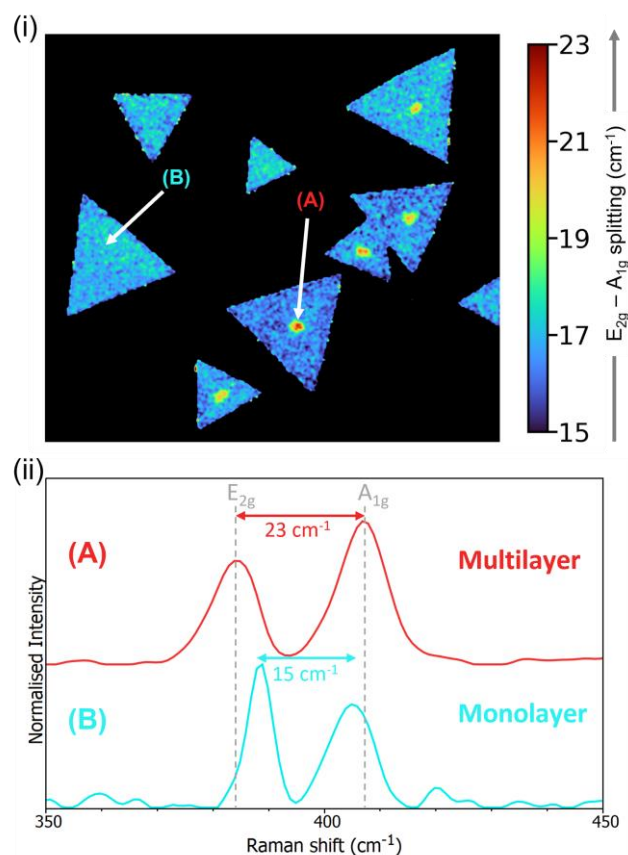 (i)
(B)
(A)
23
21
19
17
15
E2g – A1g splitting (cm-1)
(ii)
E2g
A1g
23 cm-1
(A)
Multilayer
15 cm-1
(B)
Monolayer
Normalised Intensity
350
400
450
Raman shift (cm-1)